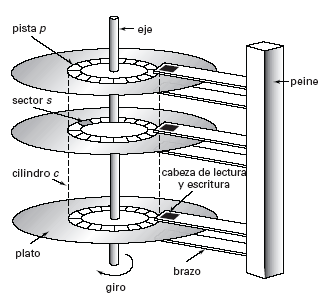 pista p
eje
peine
sector s
cilindro c
cabeza de lectura
y escritura
plato
brazo
giro